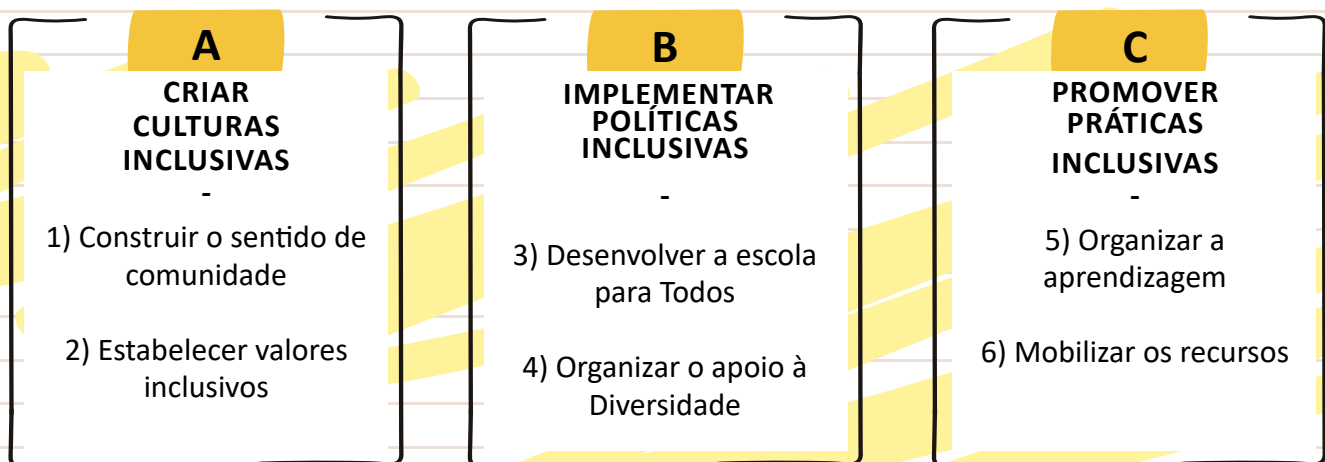 A
CRIAR
CULTURAS
INCLUSIVAS
-
1) Construir o sentido de
comunidade
2) Estabelecer valores
inclusivos
B
IMPLEMENTAR
POLÍTICAS
INCLUSIVAS
-
3) Desenvolver a escola
para Todos
4) Organizar o apoio à
Diversidade
C
PROMOVER
PRÁTICAS
INCLUSIVAS
-
5) Organizar a
aprendizagem
6) Mobilizar os recursos